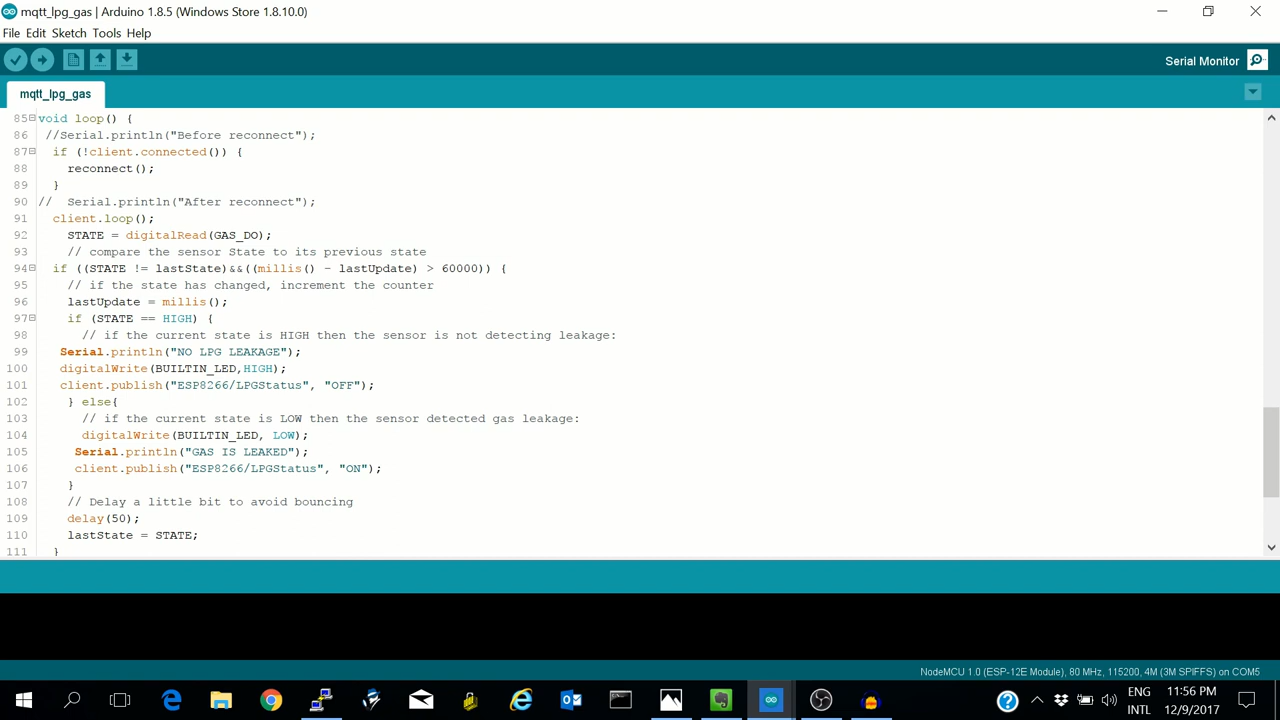 mqtt_lpg_gas | Arduino 1.8.5 (Windows Store 1.8.10.0)
File Edit Sketch Tools Help
Serial Monitor
mqtt_lpg_gas
85 void loop() {
86 //Serial.println("Before reconnect");
87 if (!client.connected()) {
88 reconnect();
89 }
90 // Serial.println("After reconnect");
91 client.loop();
92 STATE = digitalRead(GAS_DO);
93 // compare the sensor State to its previous state
94 if ((STATE != lastState)&&((millis() - lastUpdate) > 60000)) {
95 // if the state has changed, increment the counter
96 lastUpdate = millis();
97 if (STATE == HIGH) {
98 // if the current state is HIGH then the sensor is not detecting leakage:
99 Serial.println("NO LPG LEAKAGE");
100 digitalWrite(BUILTIN_LED,HIGH);
101 client.publish("ESP8266/LPGStatus", "OFF");
102 } else{
103 // if the current state is LOW then the sensor detected gas leakage:
104 digitalWrite(BUILTIN_LED, LOW);
105 Serial.println("GAS IS LEAKED");
106 client.publish("ESP8266/LPGStatus", "ON");
107 }
108 // Delay a little bit to avoid bouncing
109 delay(50);
110 lastState = STATE;
111 }
NodeMCU 1.0 (ESP-12E Module), 80 MHz, 115200, 4M (3M SPIFFS) on COM5
ENG 11:56 PM
INTL 12/9/2017